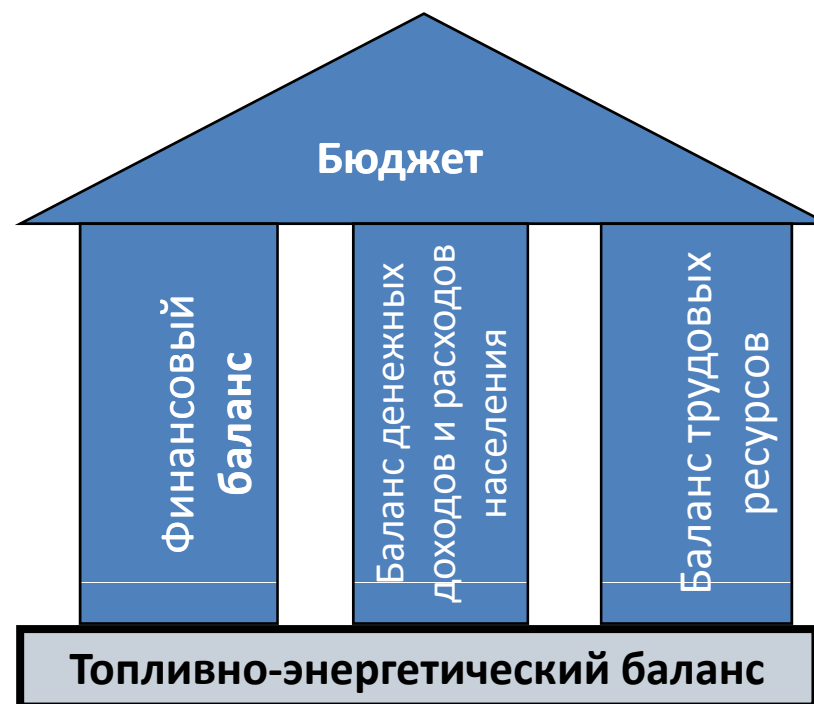 Бюджет
Финансовый
баланс
Баланс денежных
доходов и расходов
населения
Баланс трудовых
ресурсов
Топливно-энергетический баланс